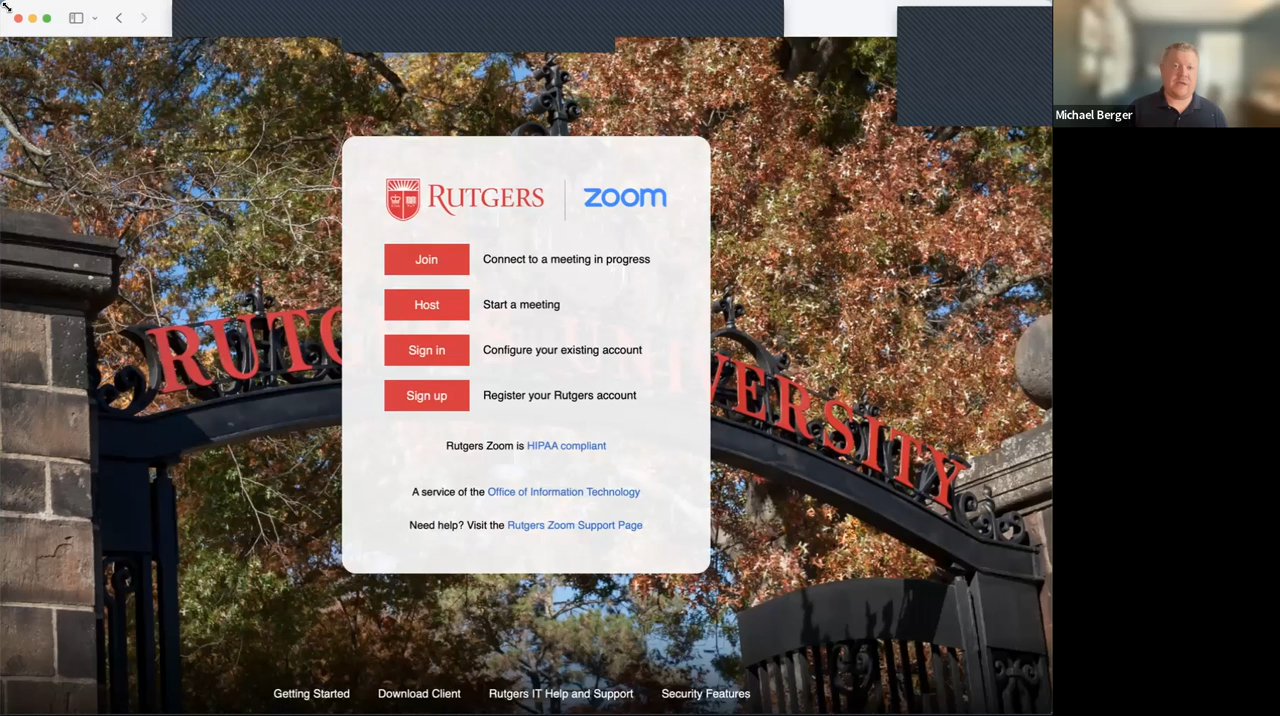 Michael Berger
RUTGERS | zoom
Join Connect to a meeting in progress
Host Start a meeting
Sign in Configure your existing account
Sign up Register your Rutgers account
Rutgers Zoom is HIPAA compliant
A service of the Office of Information Technology
Need help? Visit the Rutgers Zoom Support Page
RUTG UNIVERSITY
Getting Started Download Client Rutgers IT Help and Support Security Features